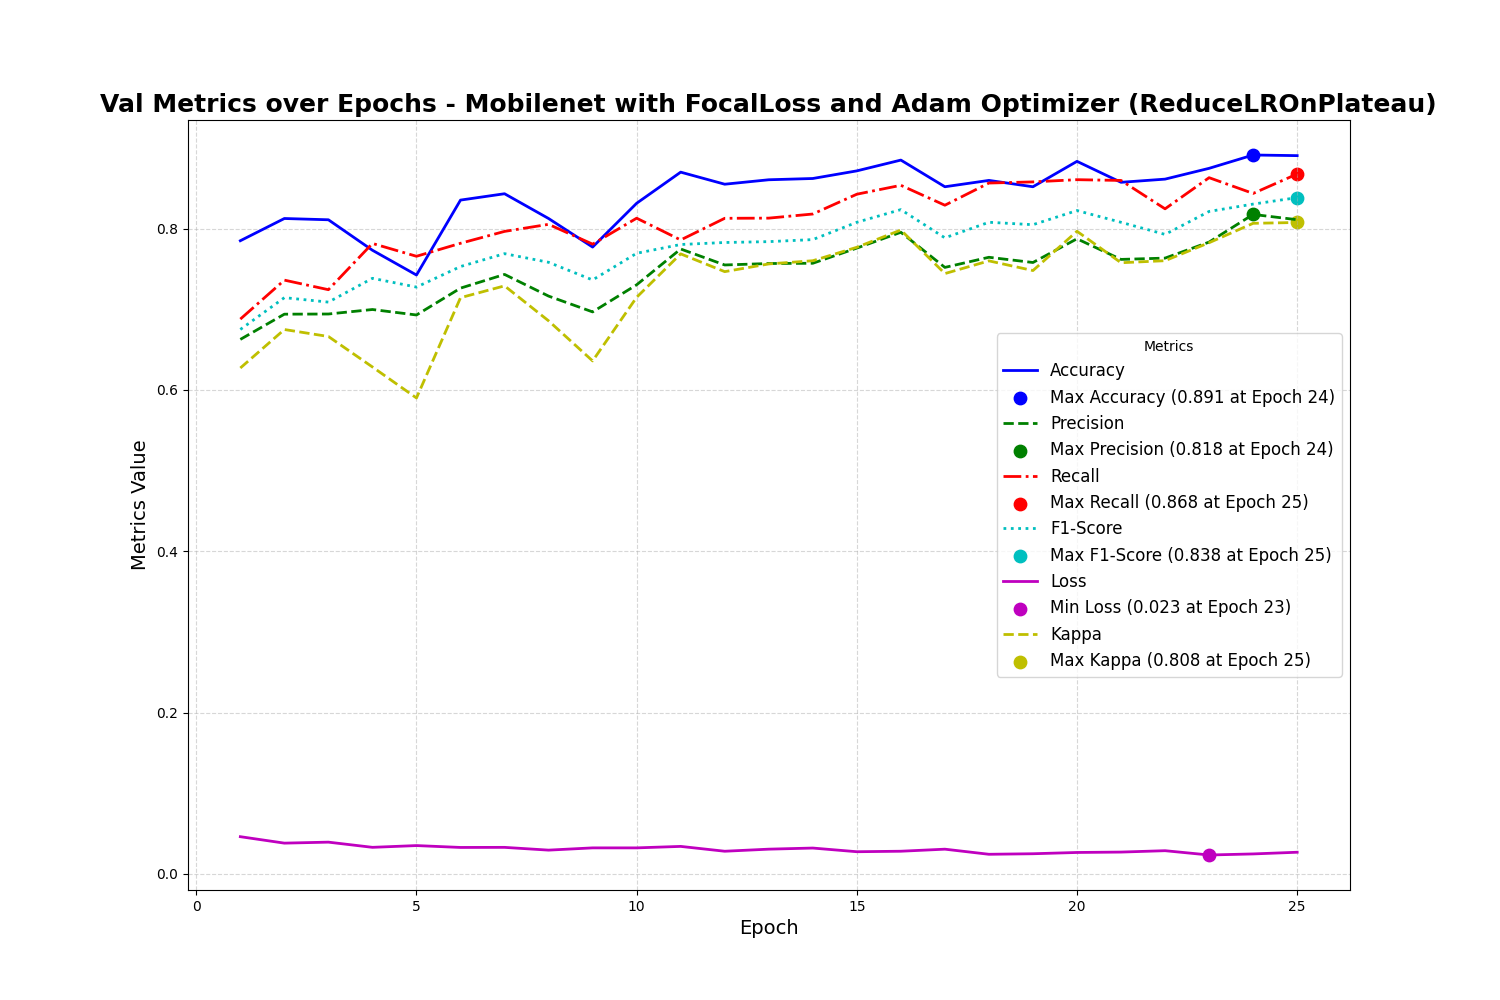 Val Metrics over Epochs - Mobilenet with FocalLoss and Adam Optimizer (ReduceLROnPlateau)
Metrics Value
0.8
0.6
0.4
0.2
0.0
Metrics
Accuracy
Max Accuracy (0.891 at Epoch 24)
Precision
Max Precision (0.818 at Epoch 24)
Recall
Max Recall (0.868 at Epoch 25)
F1-Score
Max F1-Score (0.838 at Epoch 25)
Loss
Min Loss (0.023 at Epoch 23)
Kappa
Max Kappa (0.808 at Epoch 25)
0 5 10 15 20 25
Epoch